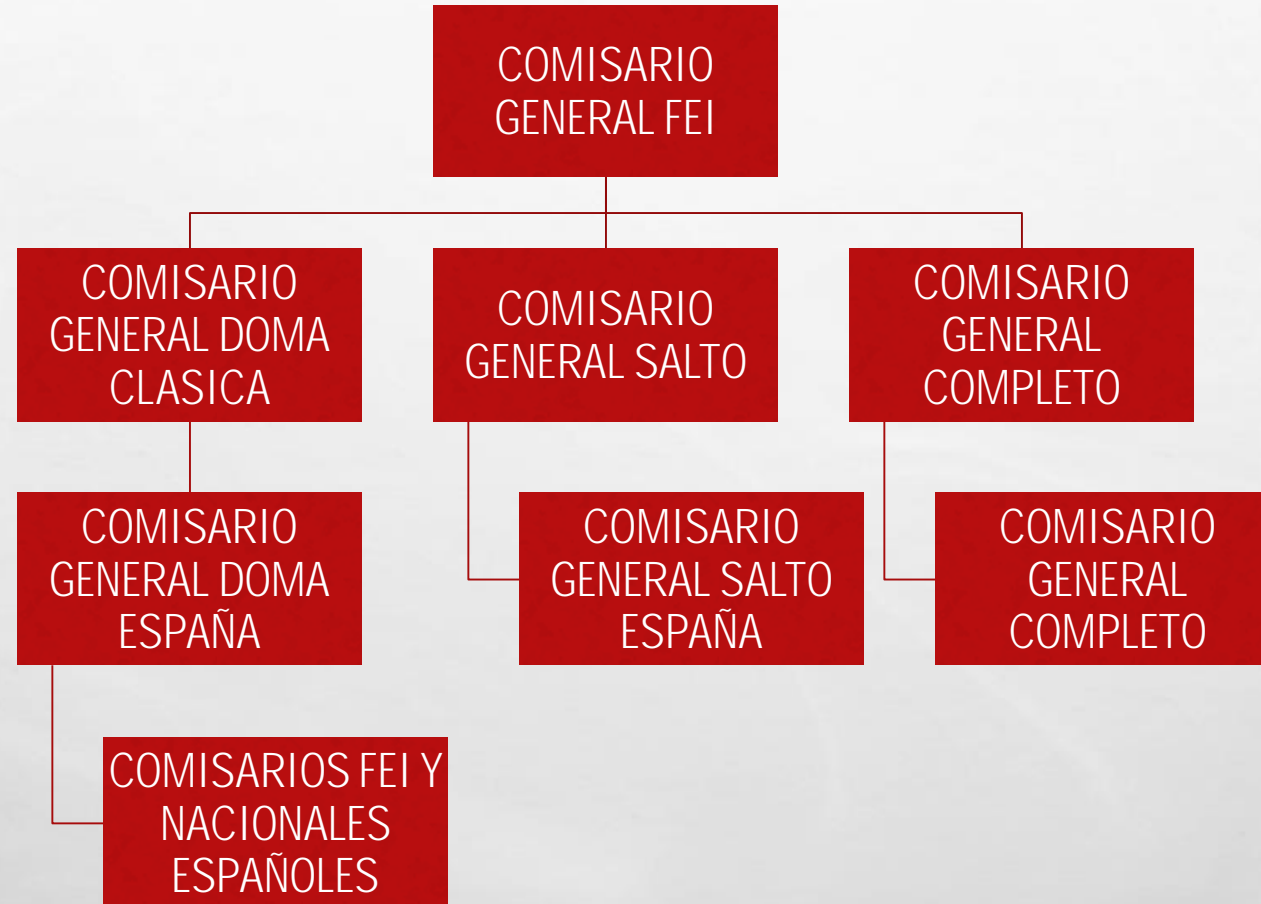 COMISARIO
GENERAL FEI
COMISARIO
GENERAL DOMA
CLASICA
COMISARIO
GENERAL SALTO
COMISARIO
GENERAL
COMPLETO
COMISARIO
GENERAL DOMA
ESPAÑA
COMISARIO
GENERAL SALTO
ESPAÑA
COMISARIO
GENERAL
COMPLETO
COMISARIOS FEI Y
NACIONALES
ESPAÑOLES